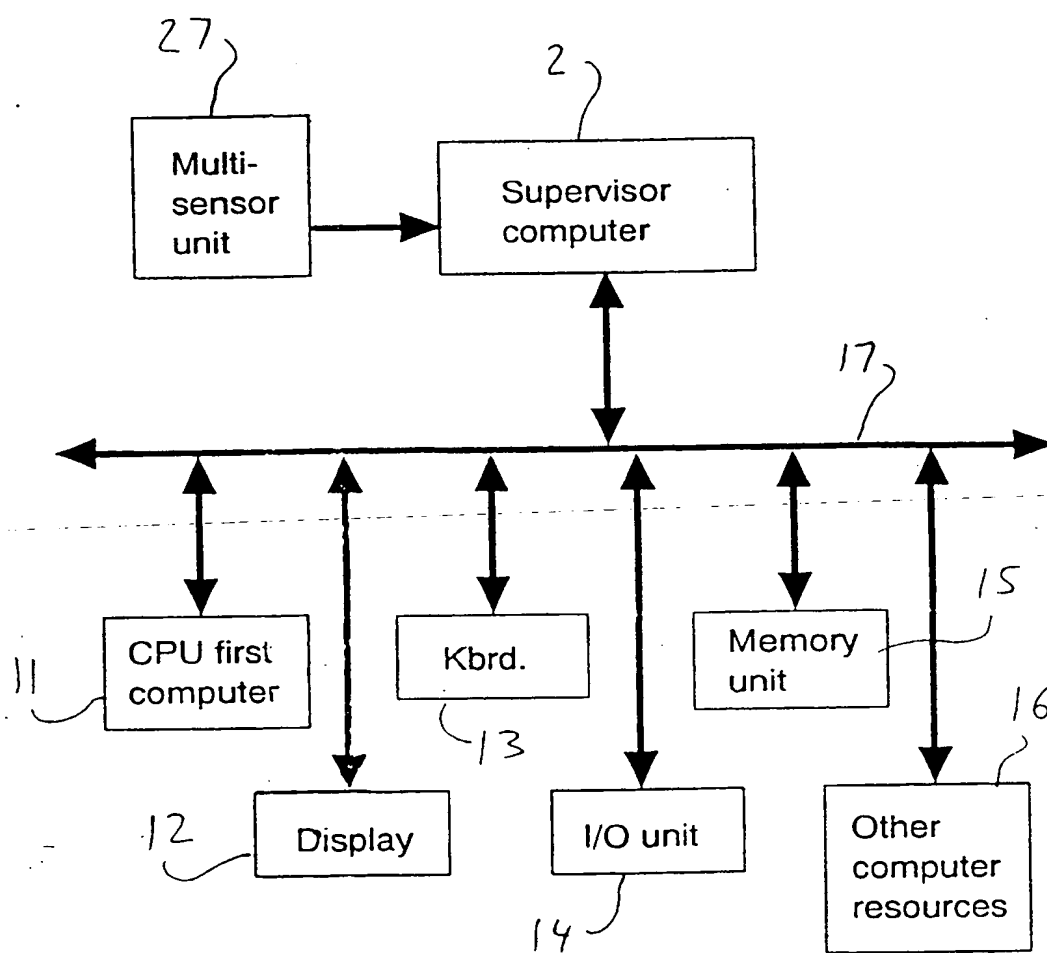 27
2
Multi-
sensor
unit
Supervisor
computer
17
CPU first
computer
11
Kbrd.
13
Memory
unit
15
16
12
Display
I/O unit
14
Other
computer
resources